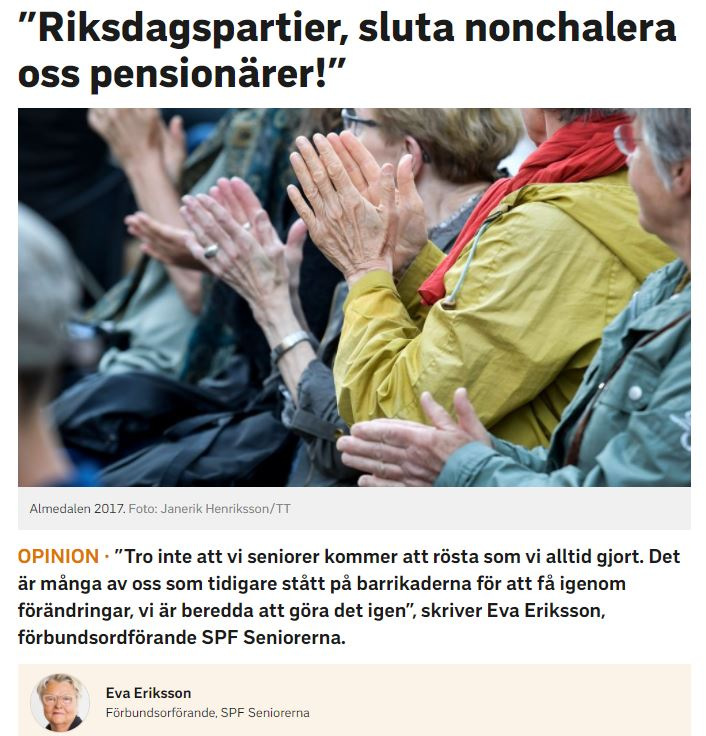 ”Riksdagspartier, sluta nonchalera
oss pensionärer!”
Almedalen 2017. Foto: Janerik Henriksson/TT
OPINION · ”Tro inte att vi seniorer kommer att rösta som vi alltid gjort. Det
är många av oss som tidigare stått på barrikaderna för att få igenom
förändringar, vi är beredda att göra det igen”, skriver Eva Eriksson,
förbundsordförande SPF Seniorerna.
Eva Eriksson
Förbundsorförande, SPF Seniorerna